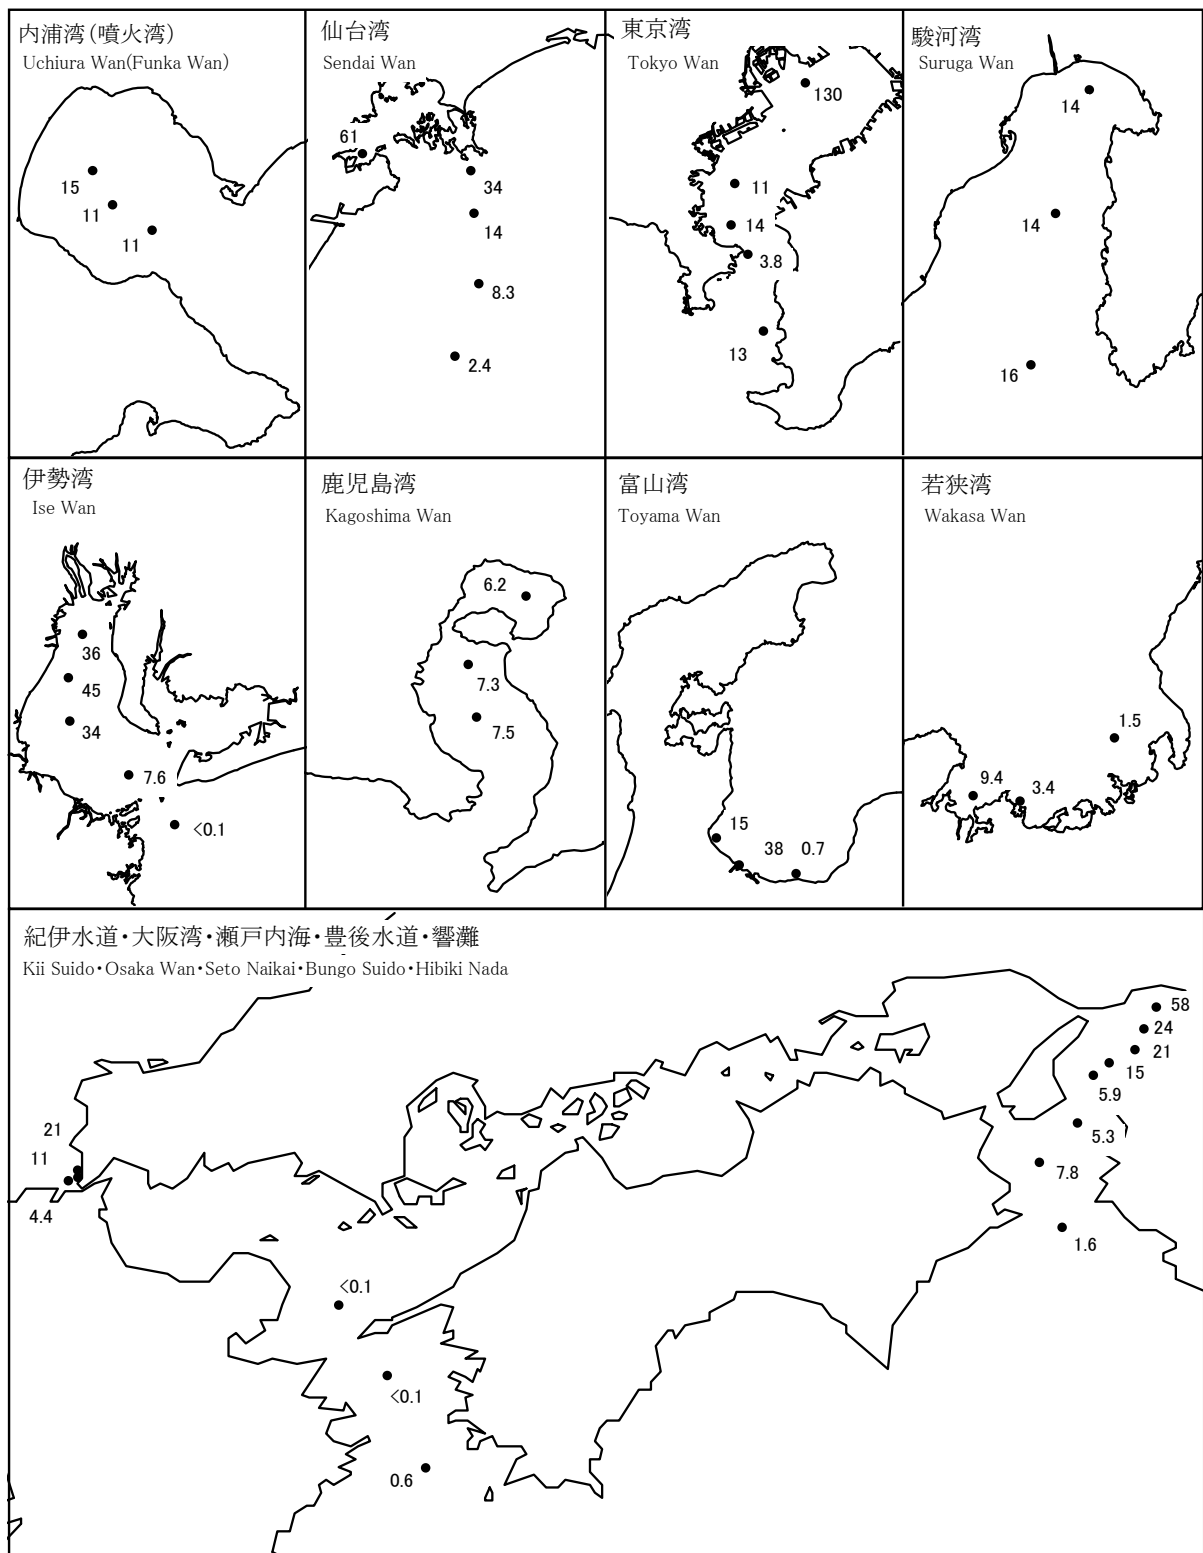 内浦湾(噴火湾)
Uchiura Wan(Funka Wan)
15
11
11
仙台湾
Sendai Wan
61
34
14
8.3
2.4
東京湾
Tokyo Wan
130
11
14
3.8
13
駿河湾
Suruga Wan
14
14
16
伊勢湾
Ise Wan
36
45
34
7.6
<0.1
鹿児島湾
Kagoshima Wan
6.2
7.3
7.5
富山湾
Toyama Wan
15
38 0.7
若狭湾
Wakasa Wan
1.5
9.4
3.4
紀伊水道・大阪湾・瀬戸内海・豊後水道・響灘
Kii Suido・Osaka Wan・Seto Naikai・Bungo Suido・Hibiki Nada
58
24
21
15
5.9
5.3
7.8
1.6
21
11
4.4
<0.1
<0.1
0.6